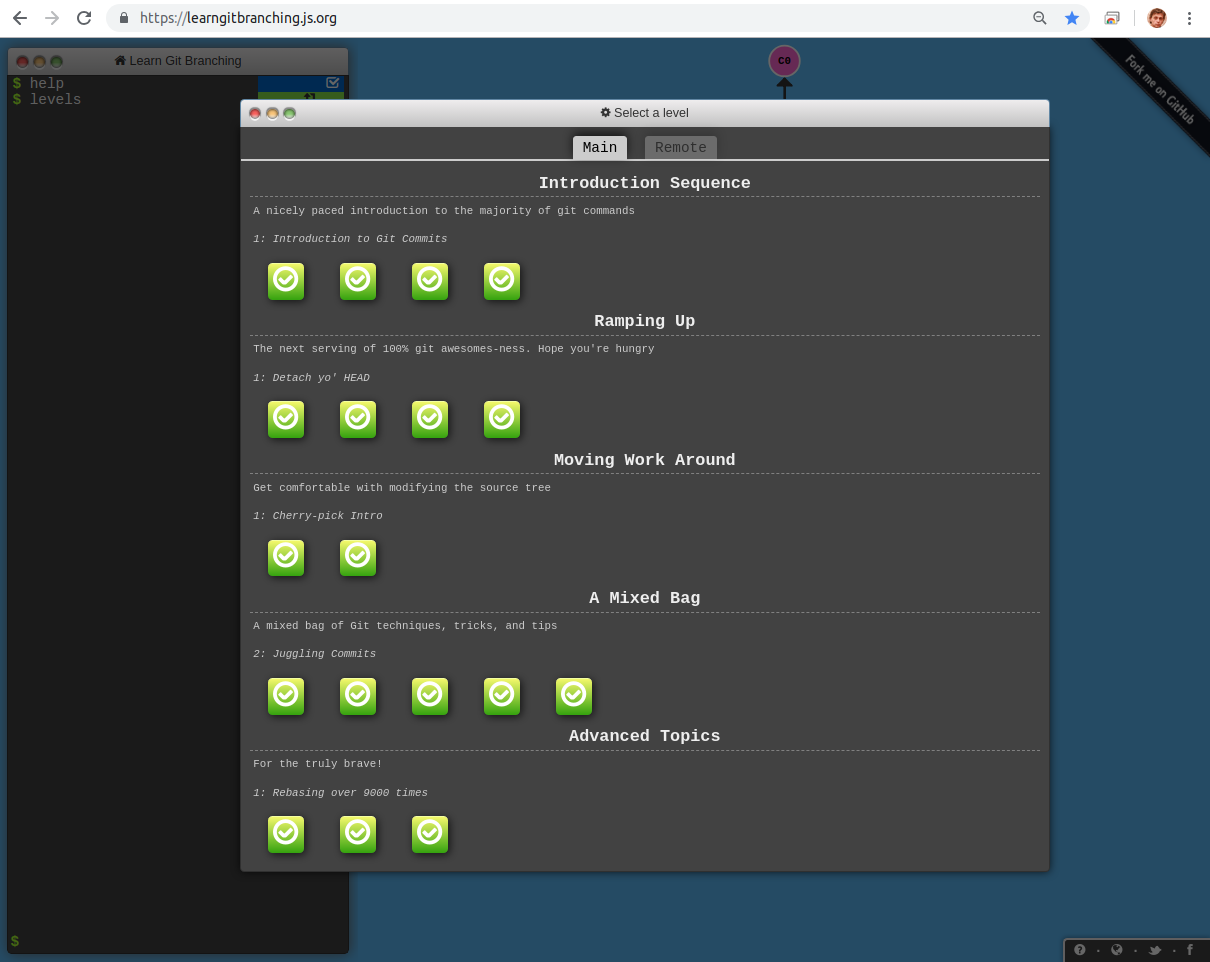 https://learngitbranching.js.org
Learn Git Branching
$ help
$ levels
$
C0
Fork me on GitHub
Select a level
Main
Remote
Introduction Sequence
A nicely paced introduction to the majority of git commands
1: Introduction to Git Commits
Ramping Up
The next serving of 100% git awesomes-ness. Hope you're hungry
1: Detach yo' HEAD
Moving Work Around
Get comfortable with modifying the source tree
1: Cherry-pick Intro
A Mixed Bag
A mixed bag of Git techniques, tricks, and tips
2: Juggling Commits
Advanced Topics
For the truly brave!
1: Rebasing over 9000 times